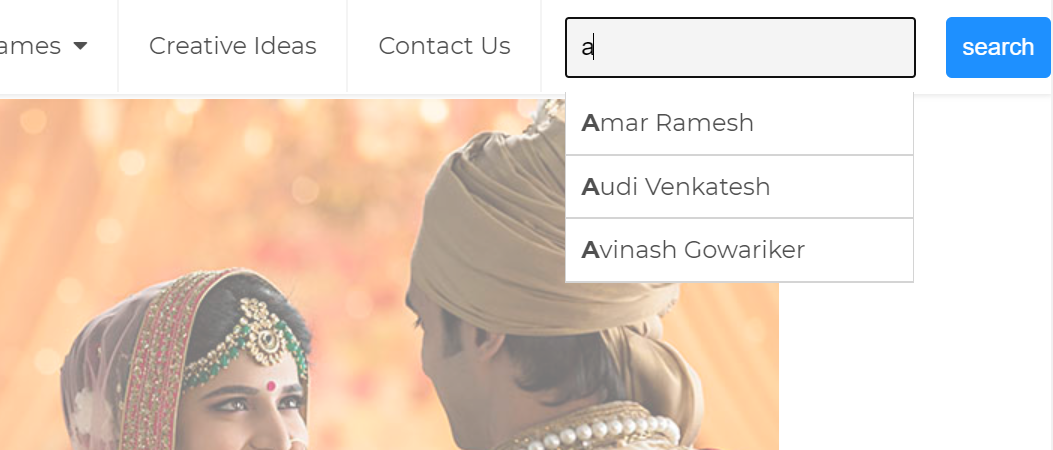 ames
Creative Ideas
Contact Us
a
search
Amar Ramesh
Audi Venkatesh
Avinash Gowariker